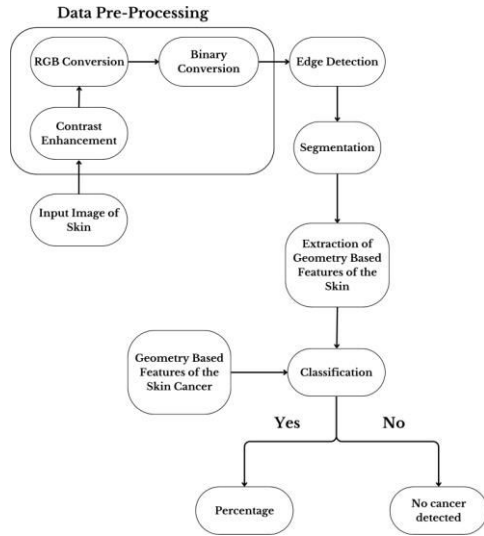 Data Pre-Processing
RGB Conversion
Binary
Conversion
Edge Detection
Contrast
Enhancement
Segmentation
Input Image of
Skin
Extraction of
Geometry Based
Features of the
Skin
Geometry Based
Features of the
Skin Cancer
Classification
Yes
No
Percentage
No cancer
detected